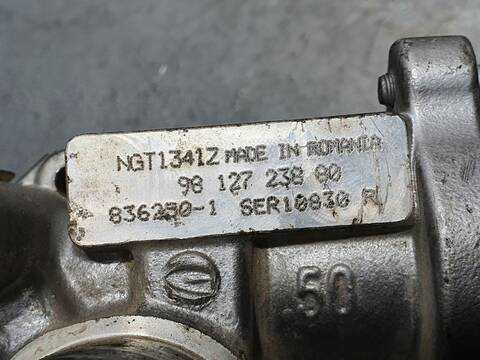 NGT1341Z MADE IN ROMANIA
98 127 238 80
836250-1 SER10830 A
50